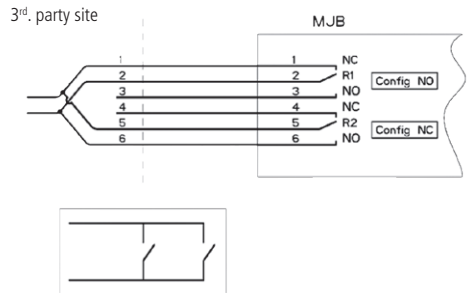 3rd. party site
MJB
1 1 NC
2 2 R1
3 3 NO
Config NO
4 4 NC
5 5 R2
Config NC
6 6 NO